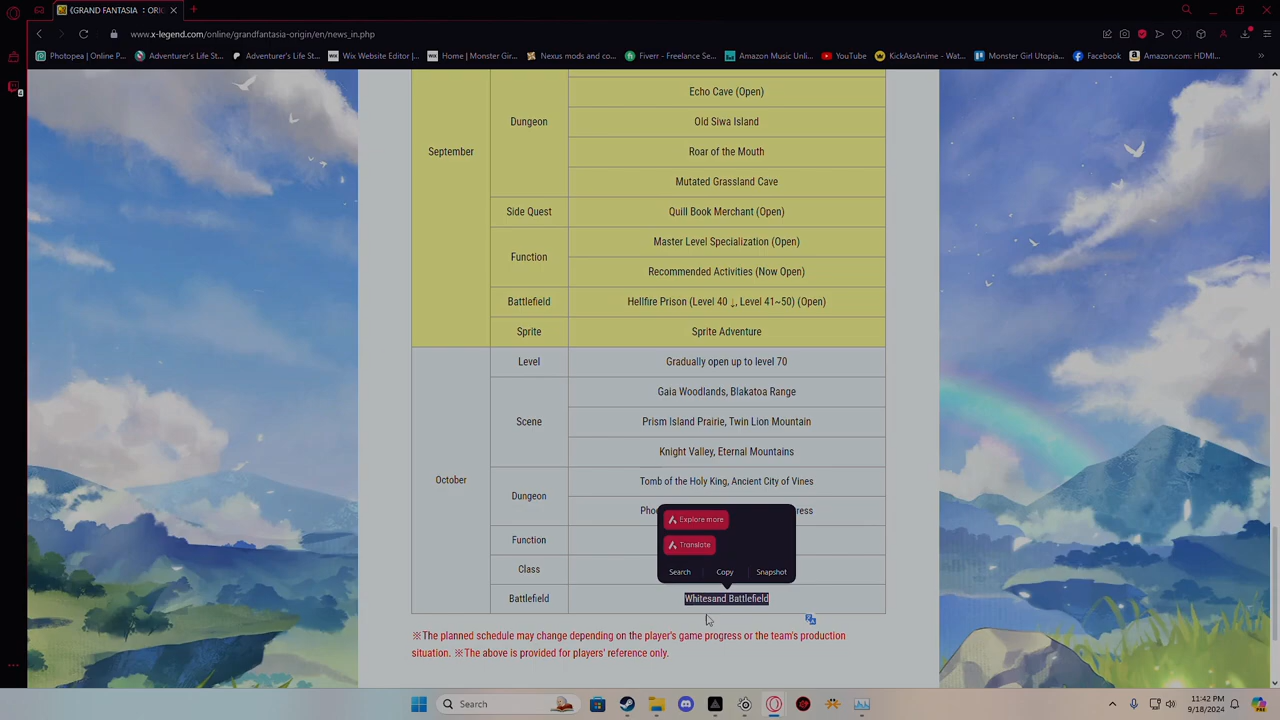 《GRAND FANTASIA : ORIG
www.x-legend.com/online/grandfantasia-origin/en/news_in.php
Photopea | Online P...
Adventurer's Life St...
Adventurer's Life St...
Wix Website Editor |...
Home | Monster Gir...
Nexus mods and co...
Fiverr - Freelance Se...
Amazon Music Unli...
YouTube
KickAssAnime - Wat...
Monster Girl Utopia...
Facebook
Amazon.com: HDMI...
September
Dungeon
Echo Cave (Open)
Old Siwa Island
Roar of the Mouth
Mutated Grassland Cave
Side Quest
Quill Book Merchant (Open)
Function
Master Level Specialization (Open)
Recommended Activities (Now Open)
Battlefield
Hellfire Prison (Level 40 ↓, Level 41~50) (Open)
Sprite
Sprite Adventure
October
Level
Gradually open up to level 70
Scene
Gaia Woodlands, Blakatoa Range
Prism Island Prairie, Twin Lion Mountain
Knight Valley, Eternal Mountains
Dungeon
Tomb of the Holy King, Ancient City of Vines
Function
Class
Battlefield
Whitesand Battlefield
Explore more
Translate
Search
Copy
Snapshot
※The planned schedule may change depending on the player's game progress or the team's production
situation. ※The above is provided for players' reference only.
Search
11:42 PM
9/18/2024